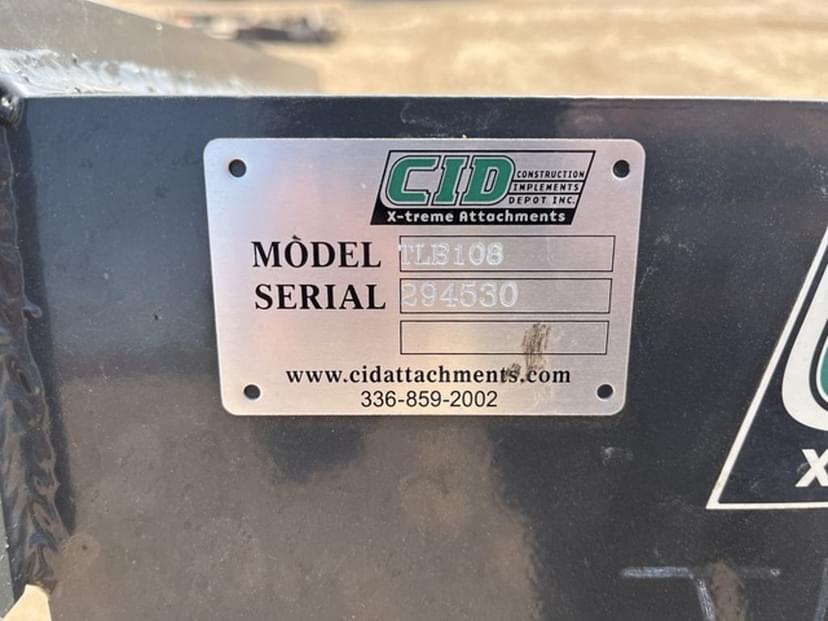 CID CONSTRUCTION
IMPLEMENTS
DEPOT INC.
X-treme Attachments
MODEL TLB108
SERIAL 294530
www.cidattachments.com
336-859-2002
X